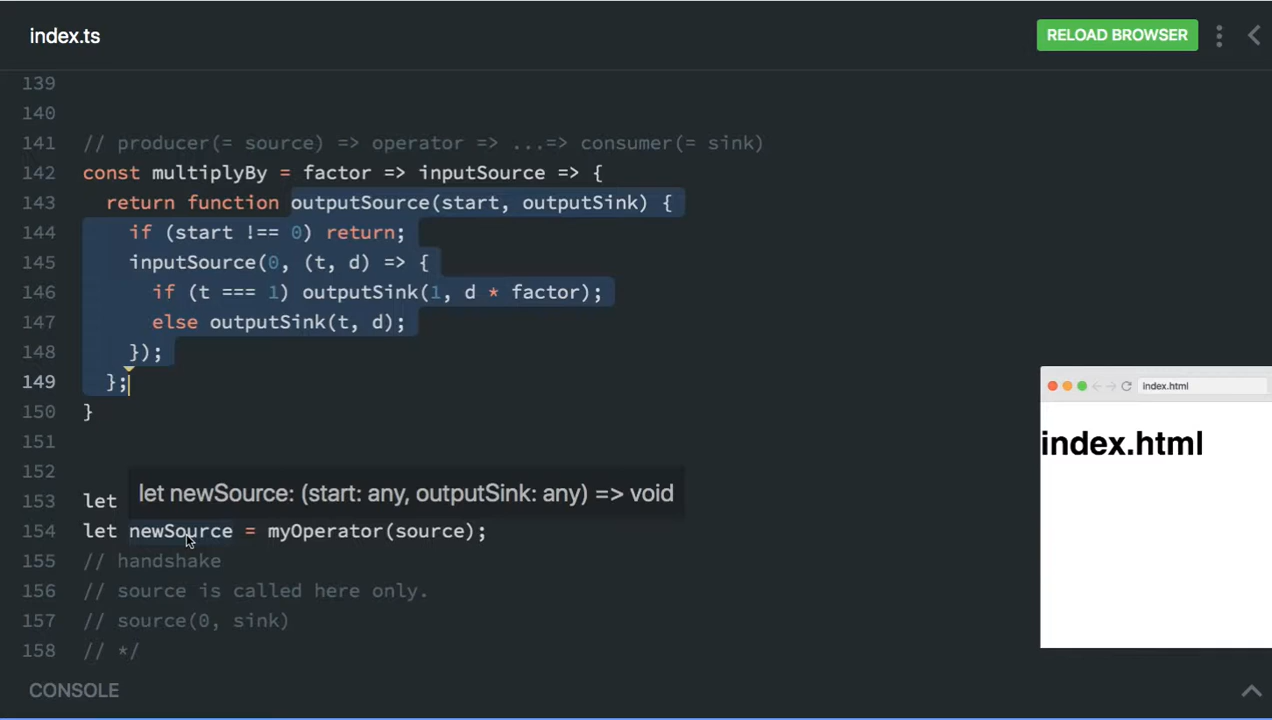 index.ts
RELOAD BROWSER
139
140
141 // producer(= source) => operator => ...=> consumer(= sink)
142 const multiplyBy = factor => inputSource => {
143 return function outputSource(start, outputSink) {
144 if (start !== 0) return;
145 inputSource(0, (t, d) => {
146 if (t === 1) outputSink(1, d * factor);
147 else outputSink(t, d);
148 });
149 };
150 }
151
152
let newSource: (start: any, outputSink: any) => void
153 let
154 let newSource = myOperator(source);
155 // handshake
156 // source is called here only.
157 // source(0, sink)
158 // */
index.html
index.html
CONSOLE